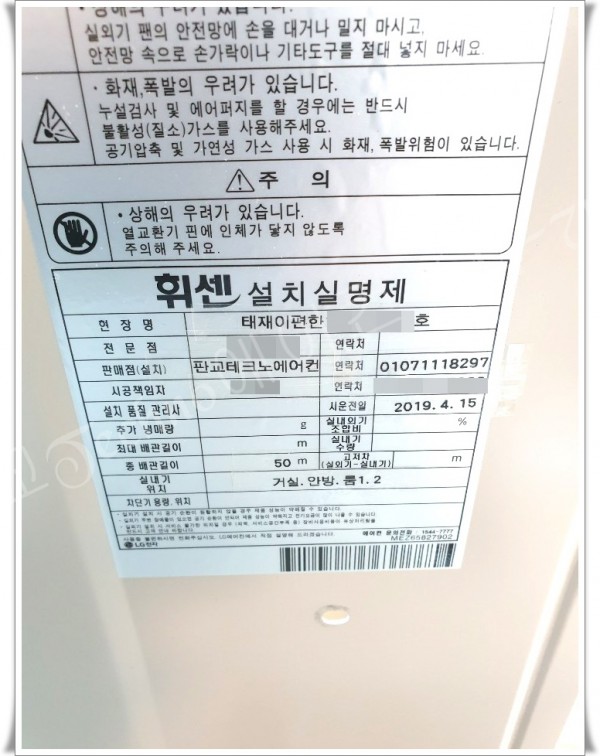 · 상해의 우려가 있습니다.
실외기 팬의 안전망에 손을 대거나 밀지 마시고,
안전망 속으로 손가락이나 기타도구를 절대 넣지 마세요.
· 화재,폭발의 우려가 있습니다.
누설검사 및 에어퍼지를 할 경우에는 반드시
불활성(질소)가스를 사용해주세요.
공기압축 및 가연성 가스 사용 시 화재, 폭발위험이 있습니다.
주 의
· 상해의 우려가 있습니다.
열교환기 핀에 인체가 닿지 않도록
주의해 주세요.
휘센 설치실명제
현 장 명 태재이편한 호
전 문 점 연락처
판매점(설치) 판교테크노에어컨 연락처 01071118297
시공책임자 연락처
설치 품질 관리사 시운전일 2019. 4. 15
추가 냉매량 g 실내외기 조합비 %
최대 배관길이 m 실내기 수량
총 배관길이 50 m 고저차 (실외기~실내기) m
실내기 위치 거실. 안방. 룸1. 2
차단기 용량, 위치
LG전자
에어컨 문의전화 1544-7777
MEZ65827902